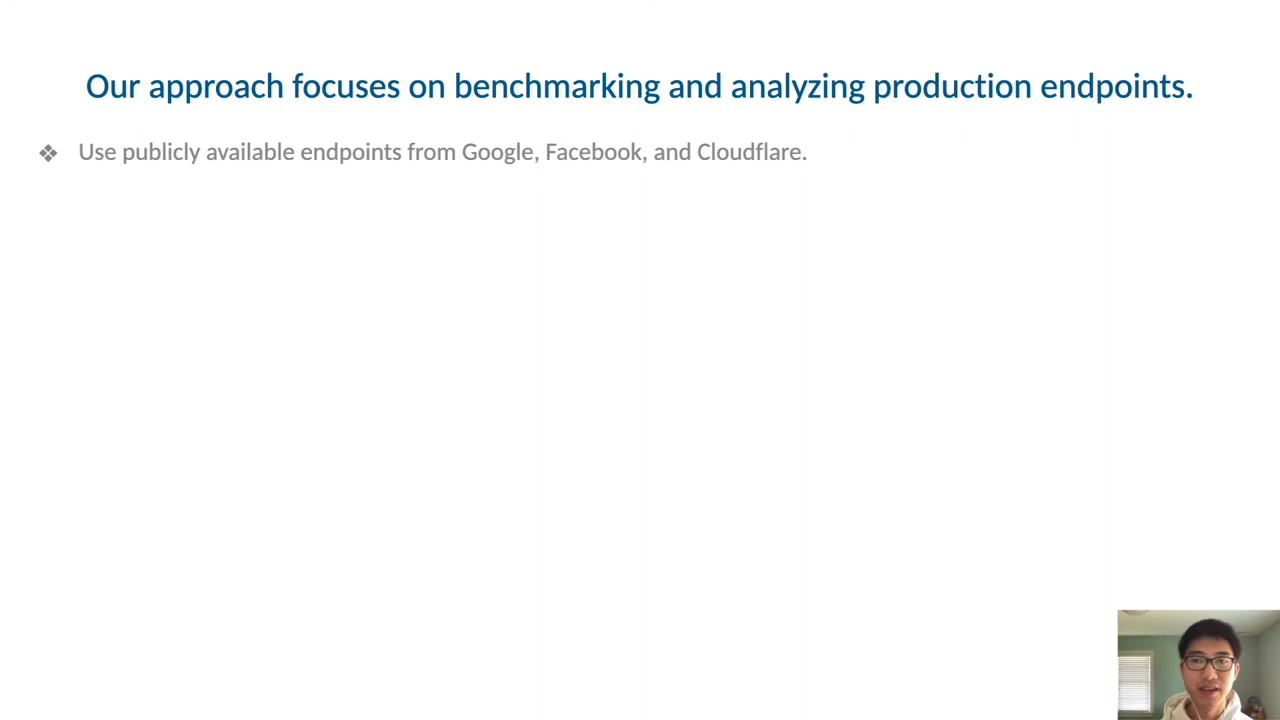 Our approach focuses on benchmarking and analyzing production endpoints.
❖ Use publicly available endpoints from Google, Facebook, and Cloudflare.